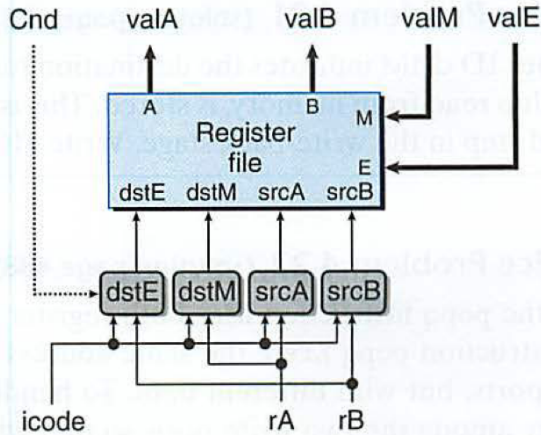 Cnd valA valB valM valE
A B M
Register
file
E
dstE dstM srcA srcB
dstE dstM srcA srcB
icode rA rB